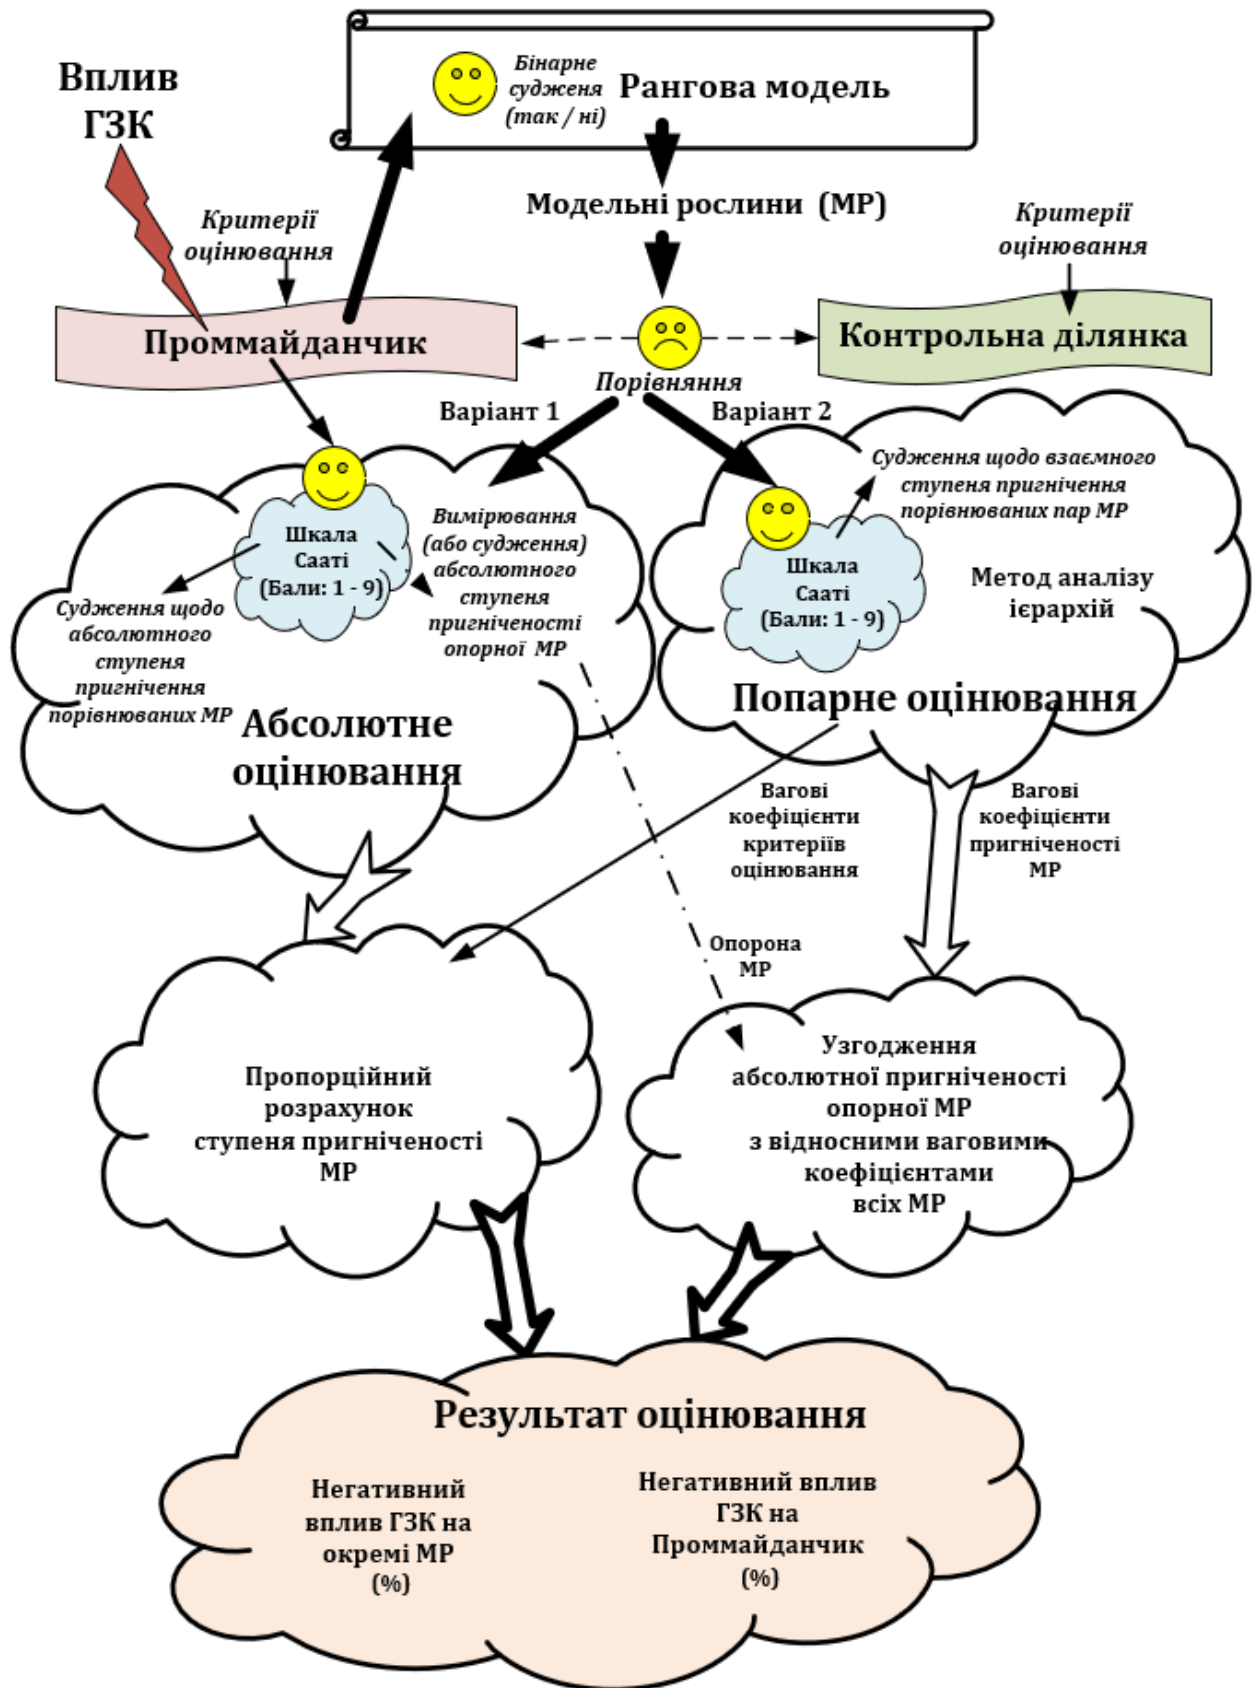 Вплив
ГЗК
Бінарне
судженя
(так / ні)
Рангова модель
Модельні рослини (МР)
Критерії
оцінювання
Критерії
оцінювання
Проммайданчик
Контрольна ділянка
Порівняння
Варіант 1
Варіант 2
Шкала
Сааті
(Бали: 1 - 9)
Вимірювання
(або судження)
абсолютного
ступеня
пригніченості
опорної МР
Судження щодо
абсолютного
ступеня
пригнічення
порівнюваних МР
Абсолютне
оцінювання
Судження щодо взаємного
ступеня пригнічення
порівнюваних пар МР
Шкала
Сааті
(Бали: 1 - 9)
Метод аналізу
ієрархій
Попарне оцінювання
Вагові
коефіцієнти
критеріїв
оцінювання
Вагові
коефіцієнти
пригніченості
МР
Опорона
МР
Пропорційний
розрахунок
ступеня пригніченості
МР
Узгодження
абсолютної пригніченості
опорної МР
з відносними ваговими
коефіцієнтами
всіх МР
Результат оцінювання
Негативний
вплив ГЗК на
окремі МР
(%)
Негативний вплив
ГЗК на
Проммайданчик
(%)